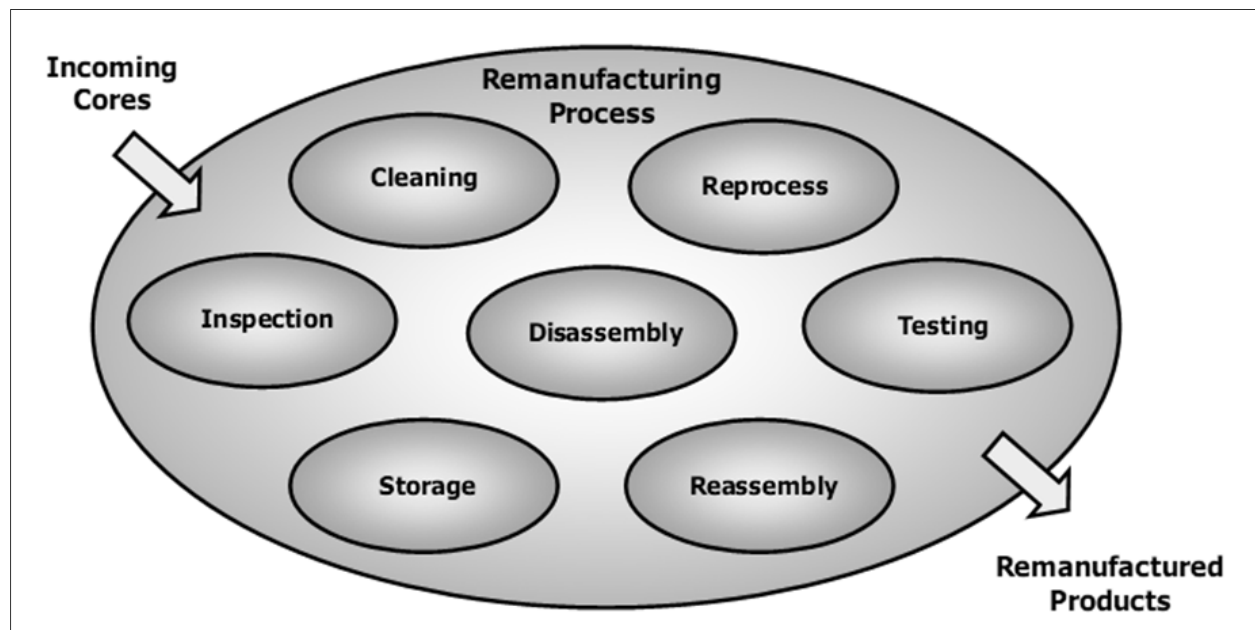 Incoming
Cores
Remanufacturing
Process
Cleaning
Reprocess
Inspection
Disassembly
Testing
Storage
Reassembly
Remanufactured
Products